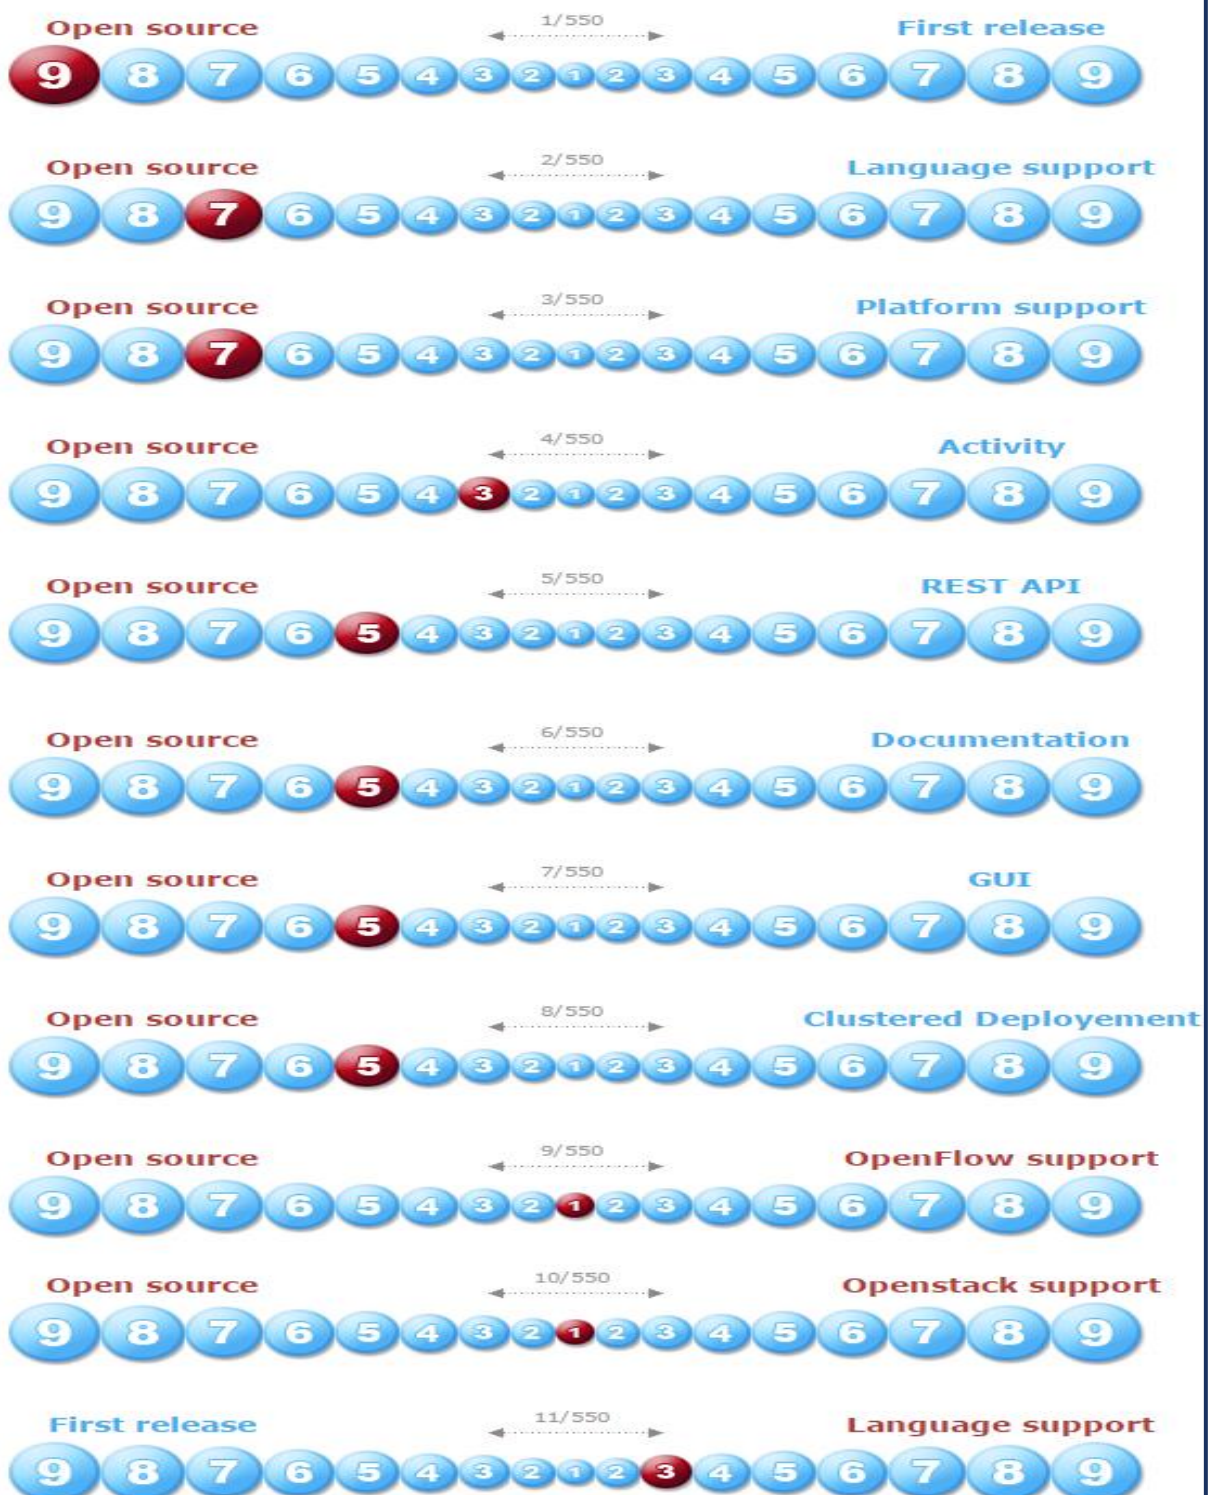 1/550
Open source First release
9 8 7 6 5 4 3 2 1 2 3 4 5 6 7 8 9
2/550
Open source Language support
9 8 7 6 5 4 3 2 1 2 3 4 5 6 7 8 9
3/550
Open source Platform support
9 8 7 6 5 4 3 2 1 2 3 4 5 6 7 8 9
4/550
Open source Activity
9 8 7 6 5 4 3 2 1 2 3 4 5 6 7 8 9
5/550
Open source REST API
9 8 7 6 5 4 3 2 1 2 3 4 5 6 7 8 9
6/550
Open source Documentation
9 8 7 6 5 4 3 2 1 2 3 4 5 6 7 8 9
7/550
Open source GUI
9 8 7 6 5 4 3 2 1 2 3 4 5 6 7 8 9
8/550
Open source Clustered Deployement
9 8 7 6 5 4 3 2 1 2 3 4 5 6 7 8 9
9/550
Open source OpenFlow support
9 8 7 6 5 4 3 2 1 2 3 4 5 6 7 8 9
10/550
Open source Openstack support
9 8 7 6 5 4 3 2 1 2 3 4 5 6 7 8 9
11/550
First release Language support
9 8 7 6 5 4 3 2 1 2 3 4 5 6 7 8 9